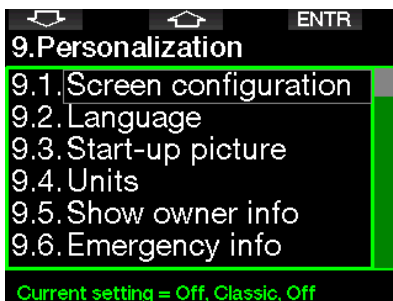 ENTR
9.Personalization
9.1.Screen configuration
9.2.Language
9.3.Start-up picture
9.4.Units
9.5.Show owner info
9.6.Emergency info
Current setting = Off, Classic, Off